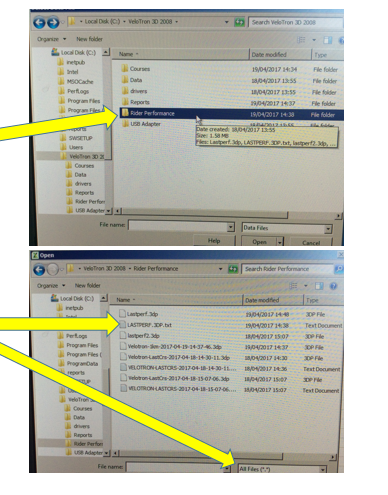 Local Disk (C:) ▸ VeloTron 3D 2008 ▸
Search VeloTron 3D 2008
Organize ▾ New folder
Local Disk (C:)
inetpub
Intel
MSOCache
PerfLogs
Program Files
Program Files
reports
SWSETUP
Users
VeloTron 3D 20
Courses
Data
drivers
Reports
Rider Perfor
USB Adapter
Name
Date modified
Type
Courses 19/04/2017 14:34 File folder
Data 18/04/2017 13:55 File folder
drivers 18/04/2017 13:55 File folder
Reports 19/04/2017 14:37 File folder
Rider Performance 19/04/2017 14:38 File folder
USB Adapter 18/04/2017 13:55 File folder
Date created: 18/04/2017 13:55
Size: 1.58 MB
Files: Lastperf.3dp, LASTPERF.3DP.txt, lastperf2.3dp, ...
File name:
Data Files
Help
Open
Cancel
Open
VeloTron 3D 2008 ▸ Rider Performance ▸
Search Rider Performance
Organize ▾ New folder
Local Disk (C:)
inetpub
PerfLogs
Program Files
Program Files (
ProgramData
reports
Users
VeloTron 3D
Courses
Data
drivers
Reports
Rider Perfor
USB Adapter
Name
Date modified
Type
Lastperf.3dp 19/04/2017 14:48 3DP File
LASTPERF.3DP.txt 19/04/2017 14:38 Text Document
lastperf2.3dp 18/04/2017 15:07 3DP File
Velotron-5km-2017-04-19-14-37-46.3dp 19/04/2017 14:37 3DP File
Velotron-LastCrs-2017-04-18-14-30-11.3dp 18/04/2017 14:30 3DP File
VELOTRON-LASTCRS-2017-04-18-14-30-11.... 18/04/2017 14:36 Text Document
Velotron-LastCrs-2017-04-18-15-07-06.3dp 18/04/2017 15:07 3DP File
VELOTRON-LASTCRS-2017-04-18-15-07-06.... 18/04/2017 15:07 Text Document
File name:
All Files (*.*)